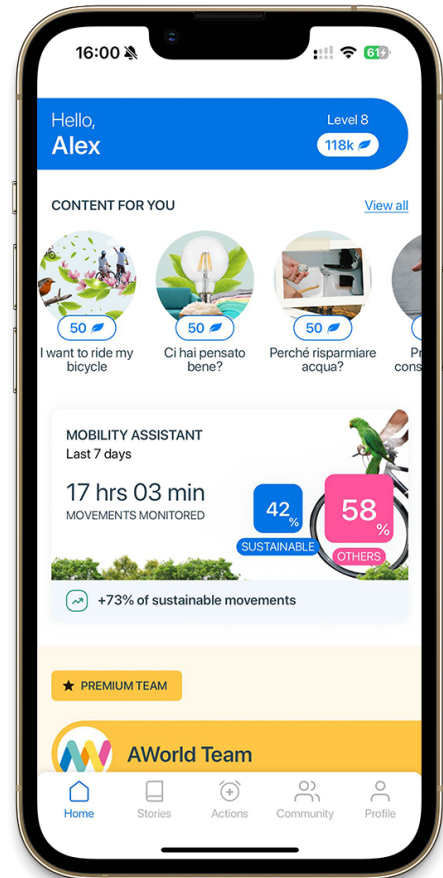 16:00
61
Hello,
Level 8
Alex
118k
CONTENT FOR YOU
View all
50
50
50
I want to ride my
bicycle
Ci hai pensato
bene?
Perché risparmiare
acqua?
MOBILITY ASSISTANT
Last 7 days
17 hrs 03 min
MOVEMENTS MONITORED
42%
SUSTAINABLE
58%
OTHERS
+73% of sustainable movements
PREMIUM TEAM
AWorld Team
Home
Stories
Actions
Community
Profile